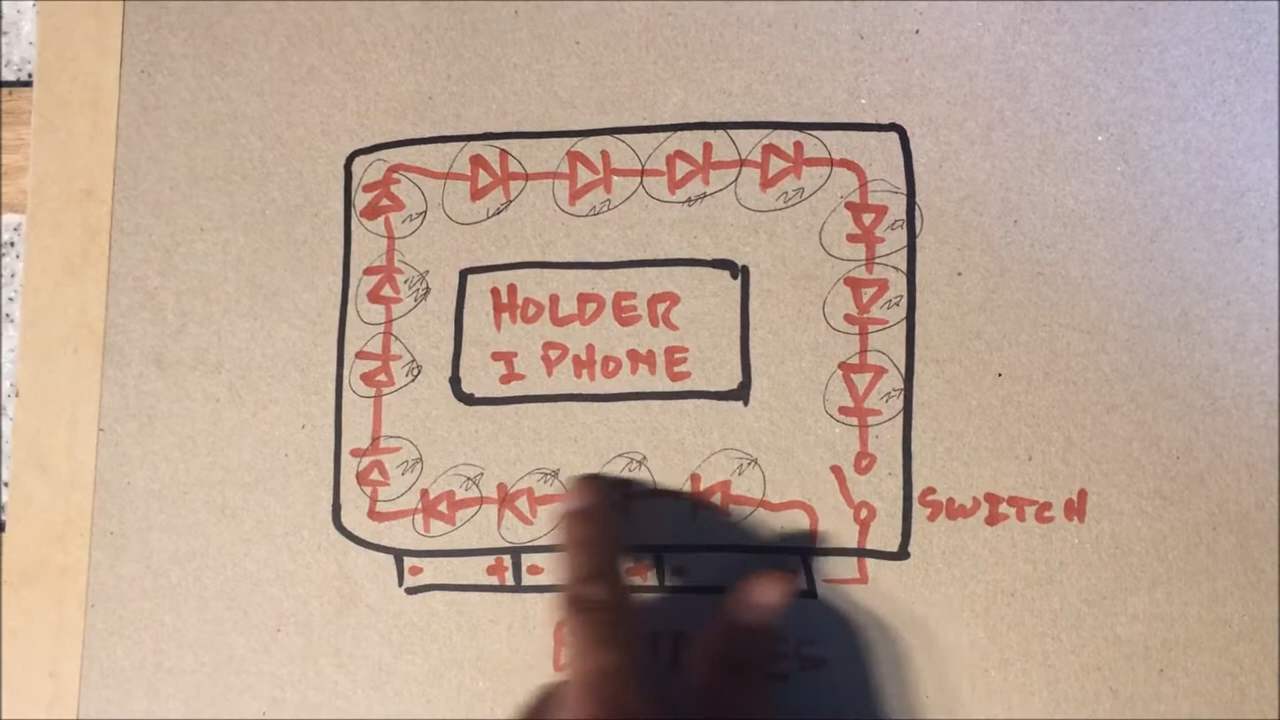 HOLDER
I PHONE
SWITCH
- + - + -